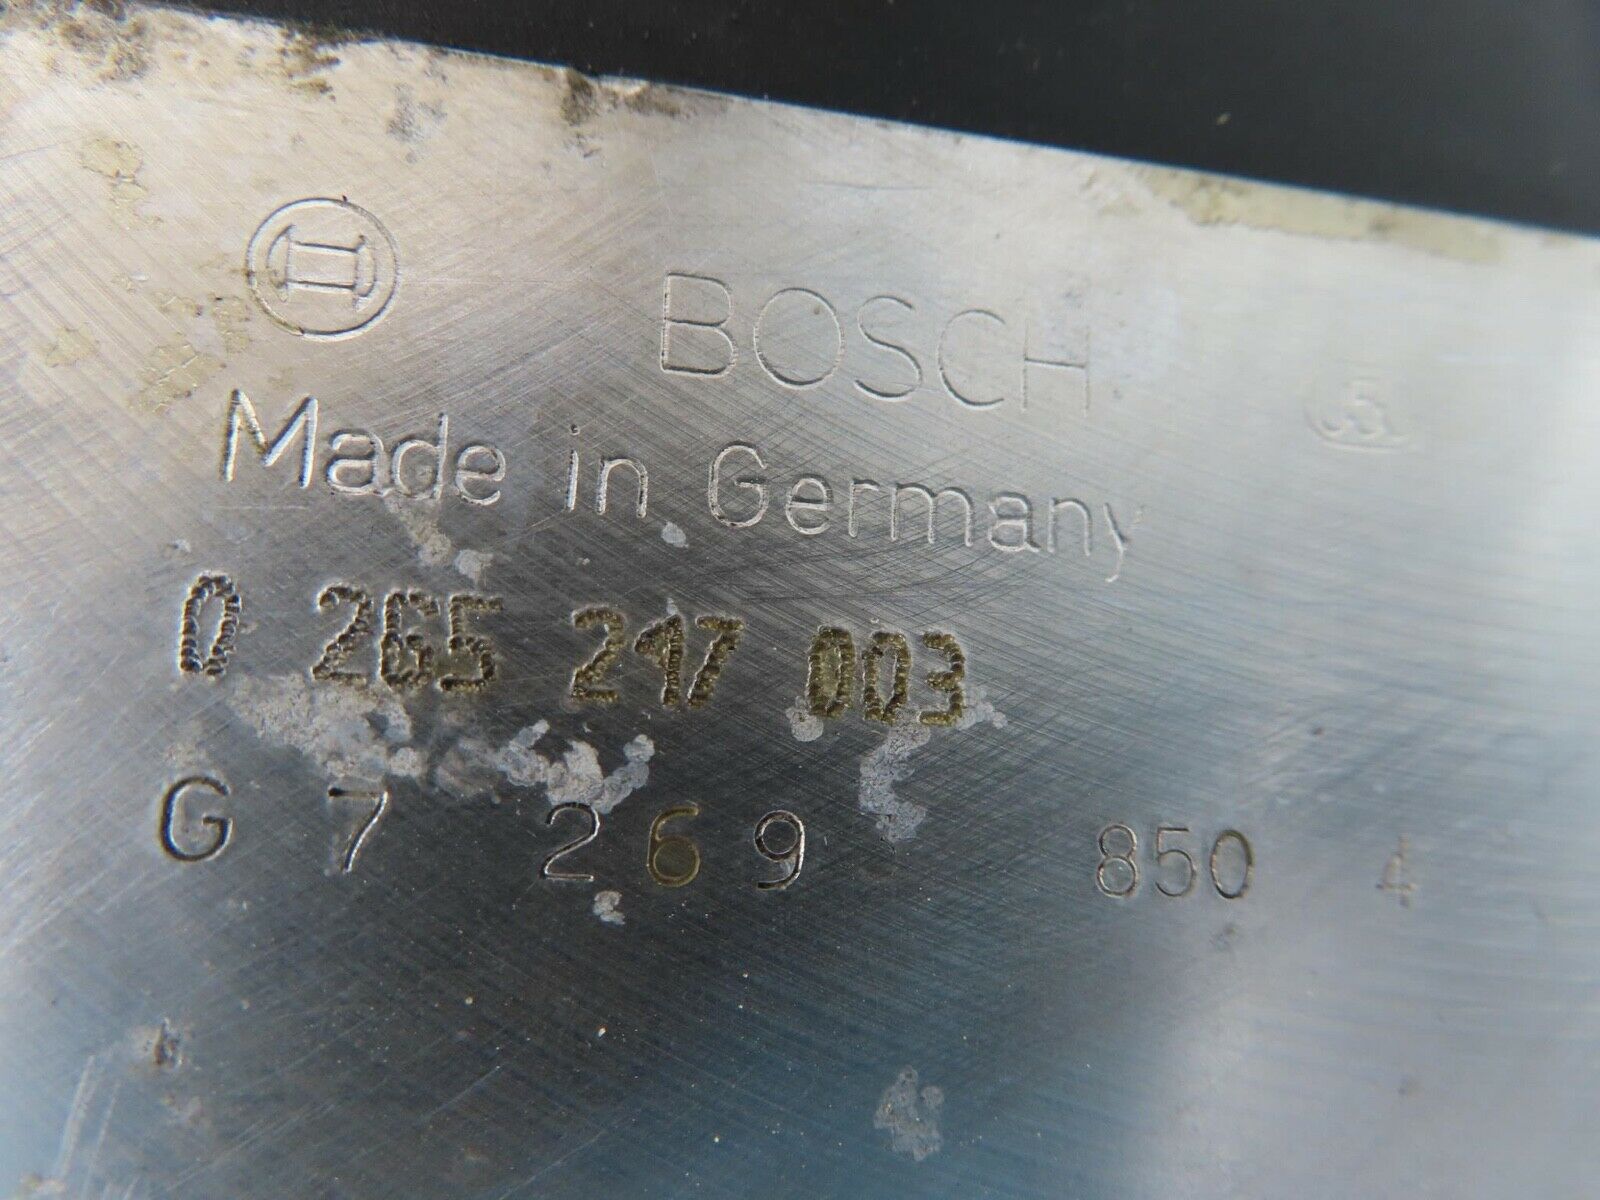 BOSCH
Made in Germany
0 265 217 003
G 7 269 850 4